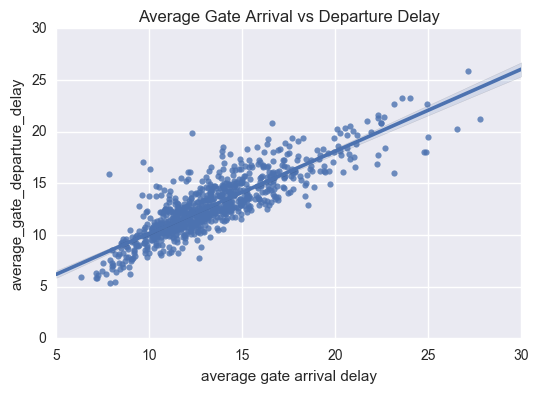 Average Gate Arrival vs Departure Delay
30
25
20
15
10
5
0
average_gate_departure_delay
5 10 15 20 25 30
average gate arrival delay